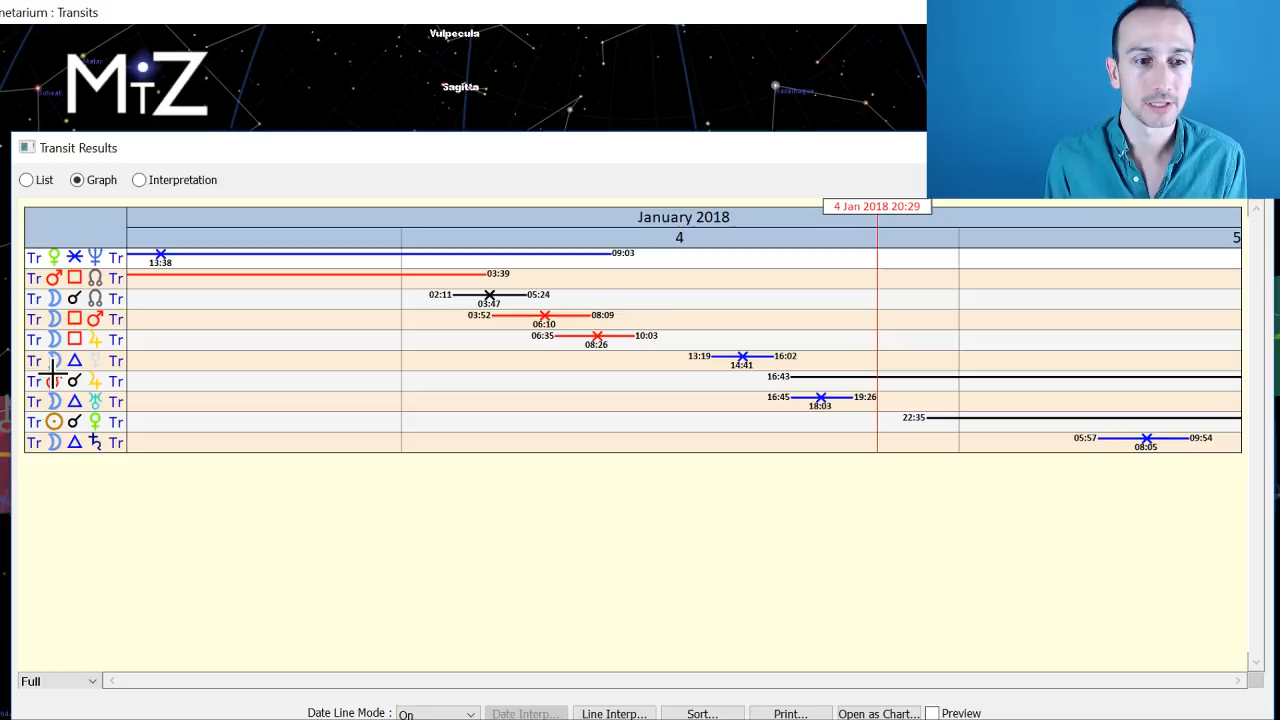 netarium : Transits
Vulpecula
MTZ
Sagitta
Transit Results
List Graph Interpretation
4 Jan 2018 20:29
January 2018
4 5
Tr Tr 13:38 09:03
Tr Tr 03:39
Tr Tr 02:11 03:47 05:24
Tr Tr 03:52 06:10 08:09
Tr Tr 06:35 08:26 10:03
Tr Tr 13:19 14:41 16:02
Tr Tr 16:43
Tr Tr 16:45 18:03 19:26
Tr Tr 22:35
Tr Tr 05:57 08:05 09:54
Full
Date Line Mode : On Date Interp... Line Interp... Sort... Print... Open as Chart... Preview